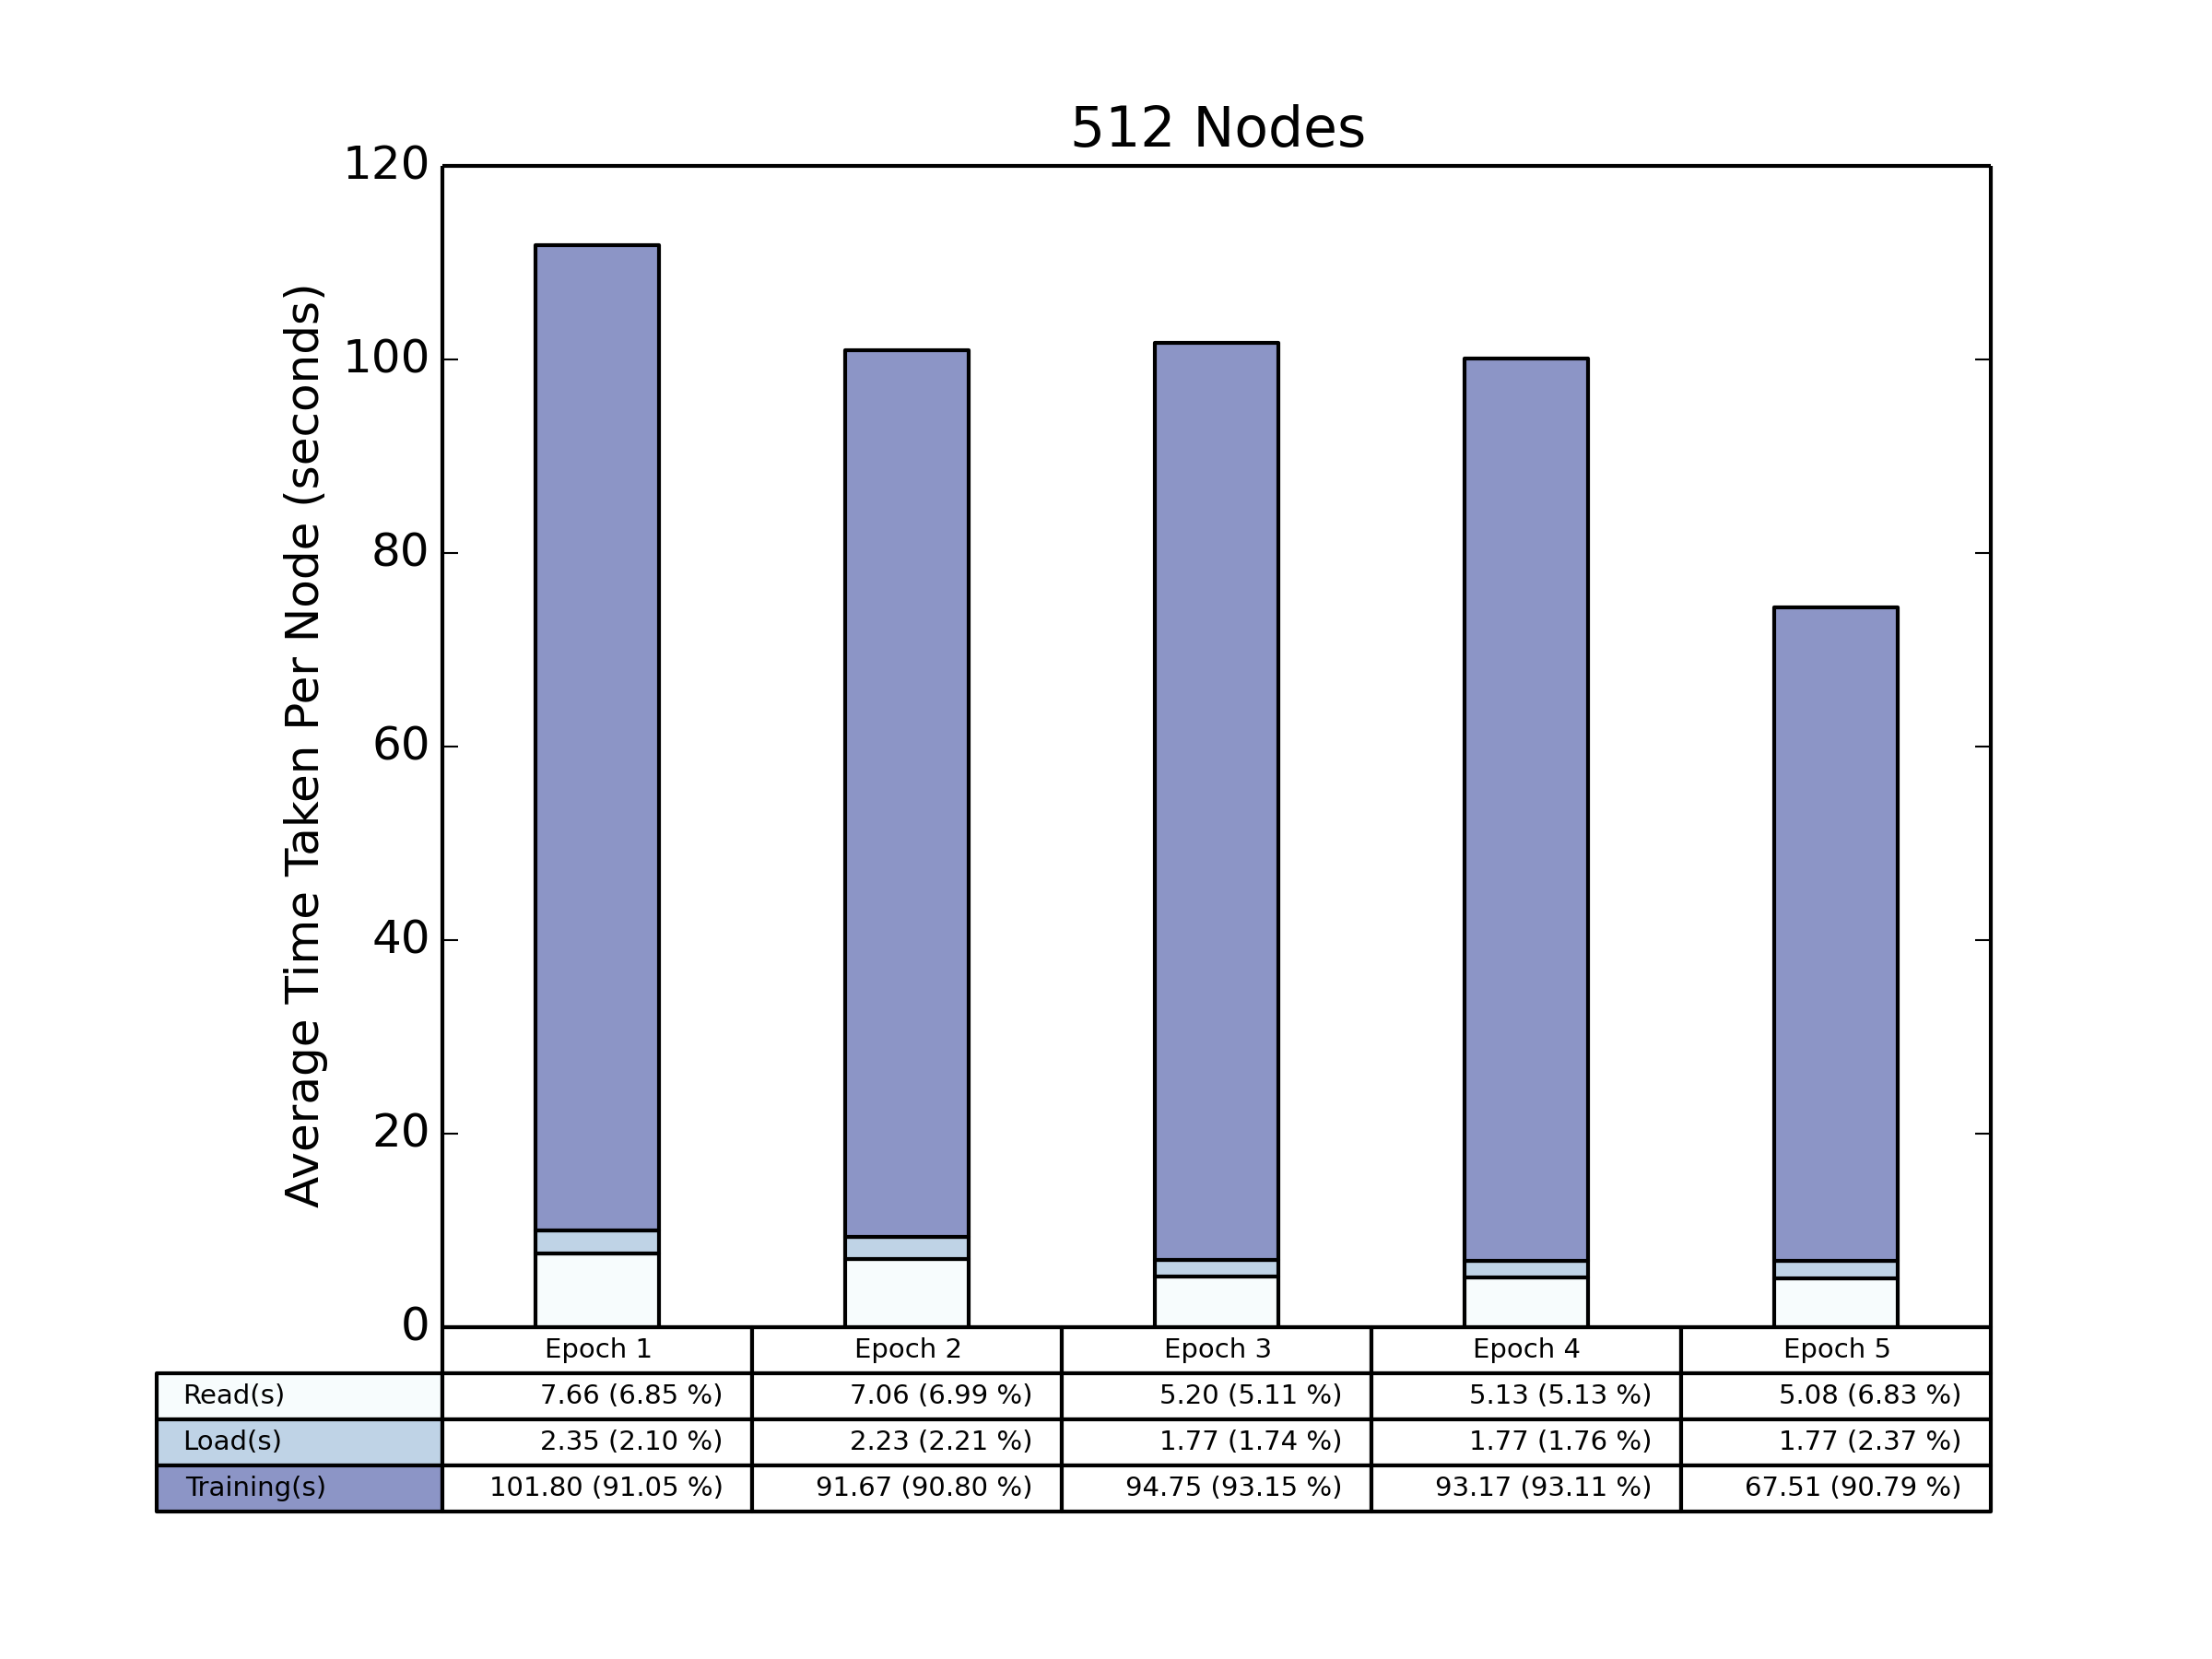 512 Nodes
Average Time Taken Per Node (seconds)
120
100
80
60
40
20
0
Epoch 1 Epoch 2 Epoch 3 Epoch 4 Epoch 5
Read(s) 7.66 (6.85 %) 7.06 (6.99 %) 5.20 (5.11 %) 5.13 (5.13 %) 5.08 (6.83 %)
Load(s) 2.35 (2.10 %) 2.23 (2.21 %) 1.77 (1.74 %) 1.77 (1.76 %) 1.77 (2.37 %)
Training(s) 101.80 (91.05 %) 91.67 (90.80 %) 94.75 (93.15 %) 93.17 (93.11 %) 67.51 (90.79 %)